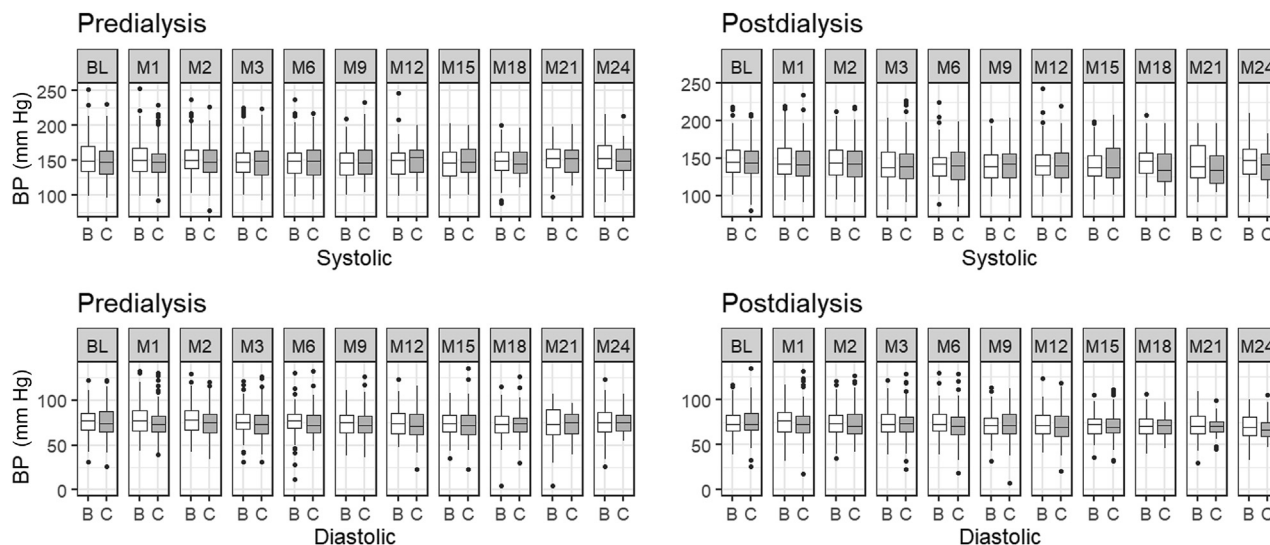 Predialysis
BL M1 M2 M3 M6 M9 M12 M15 M18 M21 M24
BP (mm Hg)
250
200
150
100
B C B C B C B C B C B C B C B C B C B C B C
Systolic
Postdialysis
BL M1 M2 M3 M6 M9 M12 M15 M18 M21 M24
250
200
150
100
B C B C B C B C B C B C B C B C B C B C B C
Systolic
Predialysis
BL M1 M2 M3 M6 M9 M12 M15 M18 M21 M24
BP (mm Hg)
100
50
0
B C B C B C B C B C B C B C B C B C B C B C
Diastolic
Postdialysis
BL M1 M2 M3 M6 M9 M12 M15 M18 M21 M24
100
50
0
B C B C B C B C B C B C B C B C B C B C B C
Diastolic